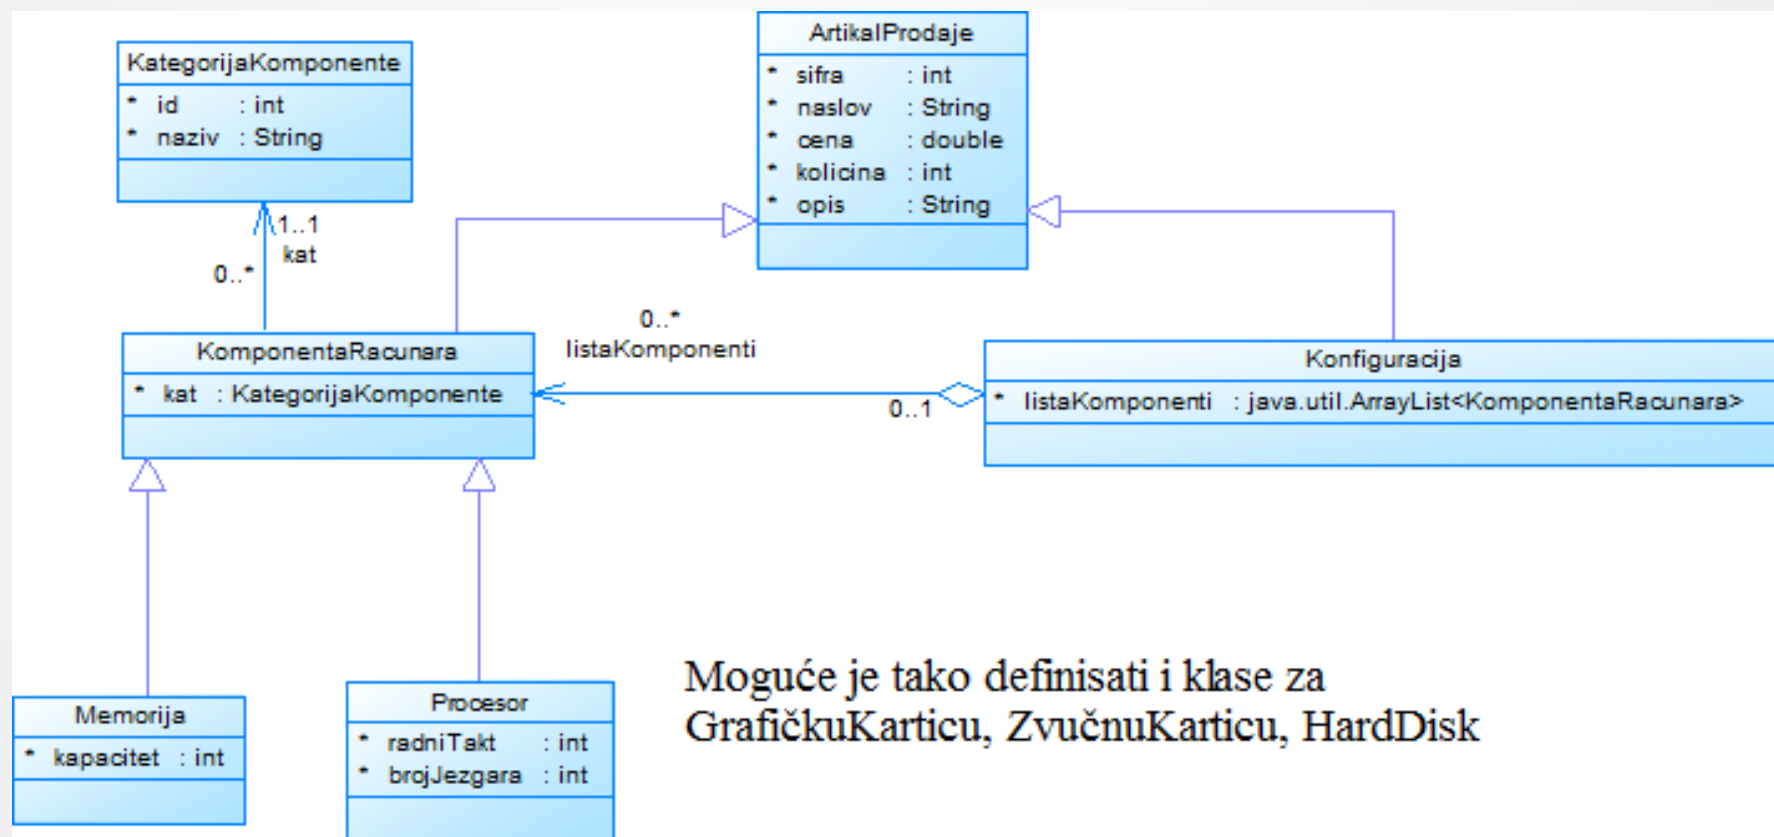 KategorijaKomponente
* id : int
* naziv : String
ArtikalProdaje
* sifra : int
* naslov : String
* cena : double
* kolicina : int
* opis : String
1..1
kat
0..*
KomponentaRacunara
* kat : KategorijaKomponente
0..*
listaKomponenti
0..1
Konfiguracija
* listaKomponenti : java.util.ArrayList<KomponentaRacunara>
Memorija
* kapacitet : int
Procesor
* radniTakt : int
* brojJezgara : int
Moguće je tako definisati i klase za
GrafičkuKarticu, ZvučnuKarticu, HardDisk